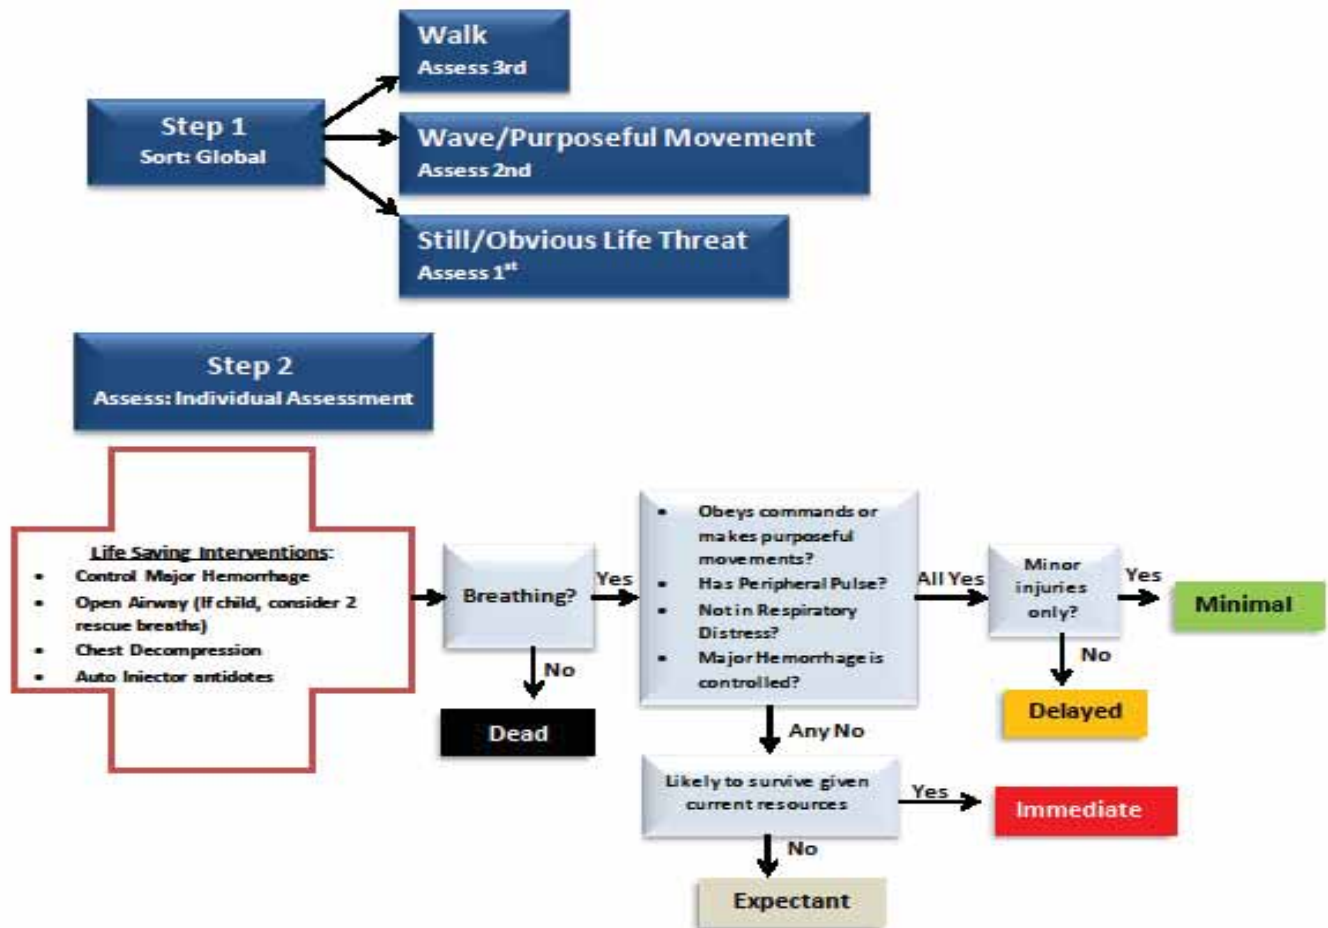 Walk
Assess 3rd
Step 1
Sort: Global
Wave/Purposeful Movement
Assess 2nd
Still/Obvious Life Threat
Assess 1st
Step 2
Assess: Individual Assessment
Life Saving Interventions:
• Control Major Hemorrhage
• Open Airway (If child, consider 2
rescue breaths)
• Chest Decompression
• Auto Injector antidotes
Breathing?
Yes
No
Dead
• Obeys commands or
makes purposeful
movements?
• Has Peripheral Pulse?
• Not in Respiratory
Distress?
• Major Hemorrhage is
controlled?
All Yes
Minor
injuries
only?
Yes
Minimal
No
Delayed
Any No
Likely to survive given
current resources
Yes
Immediate
No
Expectant